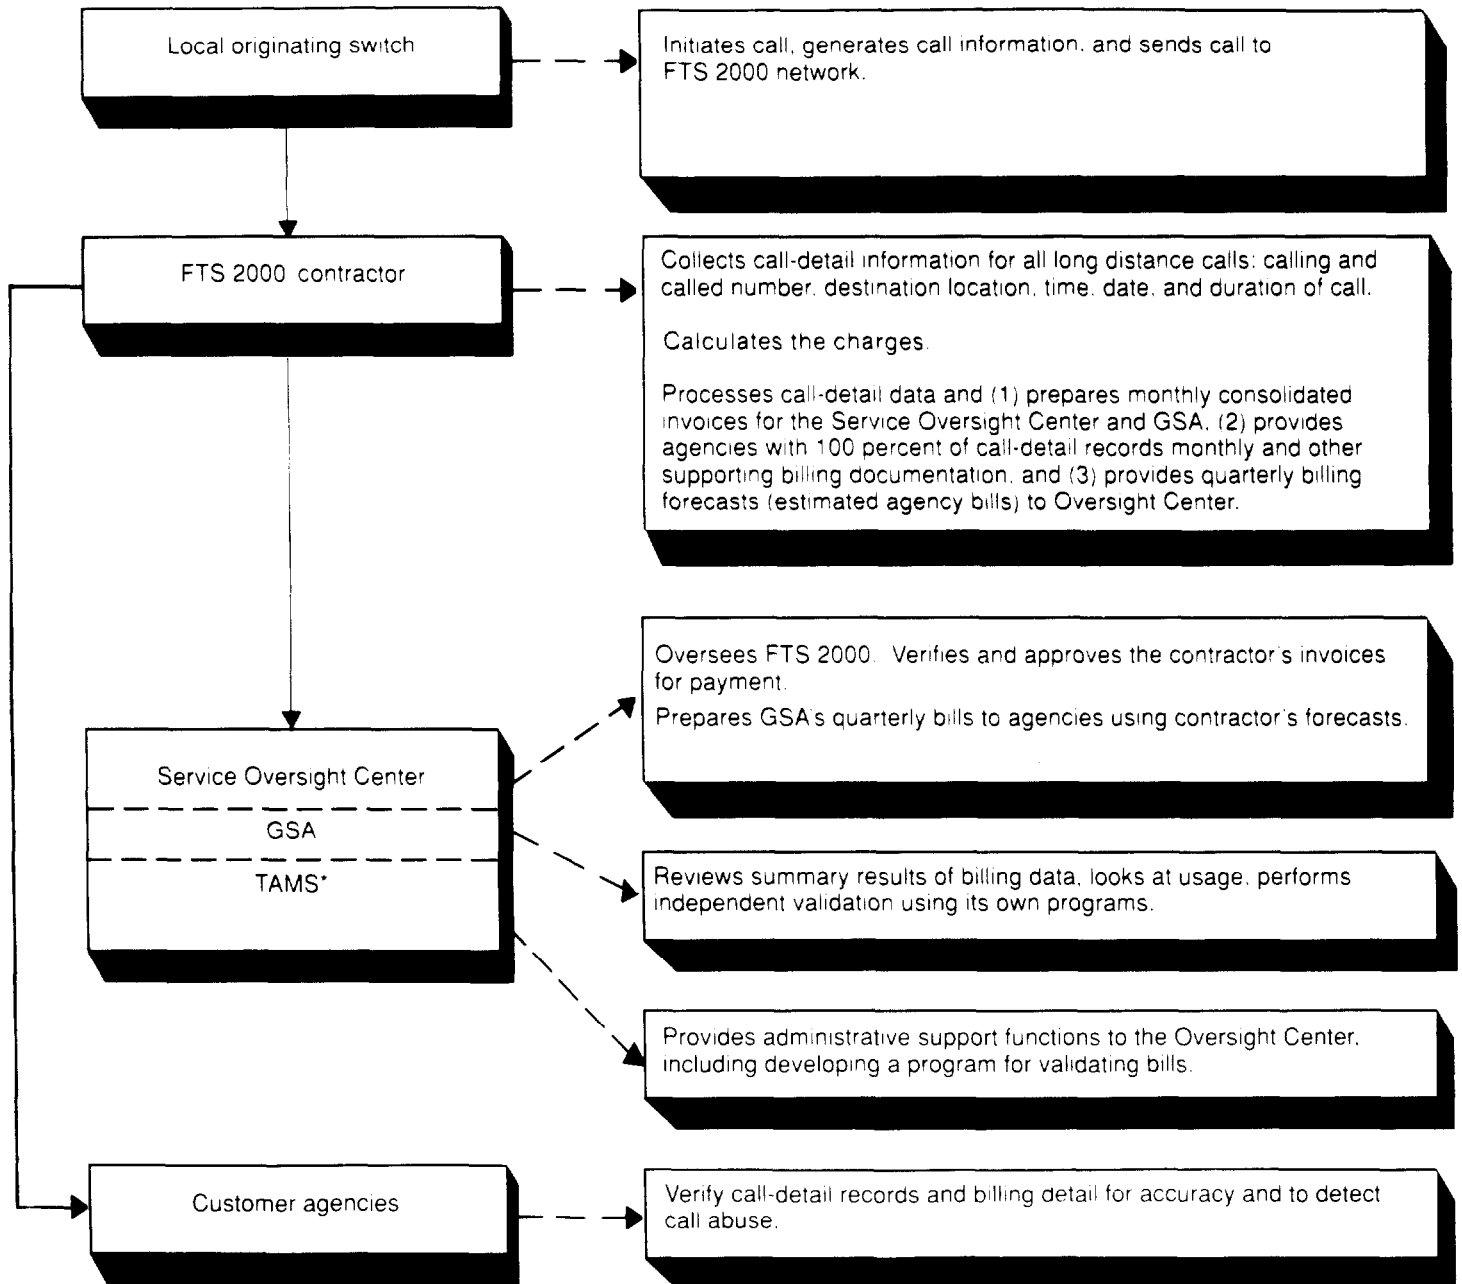 Local originating switch
Initiates call, generates call information, and sends call to
FTS 2000 network.
FTS 2000 contractor
Collects call-detail information for all long distance calls: calling and
called number, destination location, time, date, and duration of call.
Calculates the charges.
Processes call-detail data and (1) prepares monthly consolidated
invoices for the Service Oversight Center and GSA, (2) provides
agencies with 100 percent of call-detail records monthly and other
supporting billing documentation, and (3) provides quarterly billing
forecasts (estimated agency bills) to Oversight Center.
Service Oversight Center
GSA
TAMS*
Oversees FTS 2000. Verifies and approves the contractor's invoices
for payment.
Prepares GSA's quarterly bills to agencies using contractor's forecasts.
Reviews summary results of billing data, looks at usage, performs
independent validation using its own programs.
Provides administrative support functions to the Oversight Center,
including developing a program for validating bills.
Customer agencies
Verify call-detail records and billing detail for accuracy and to detect
call abuse.